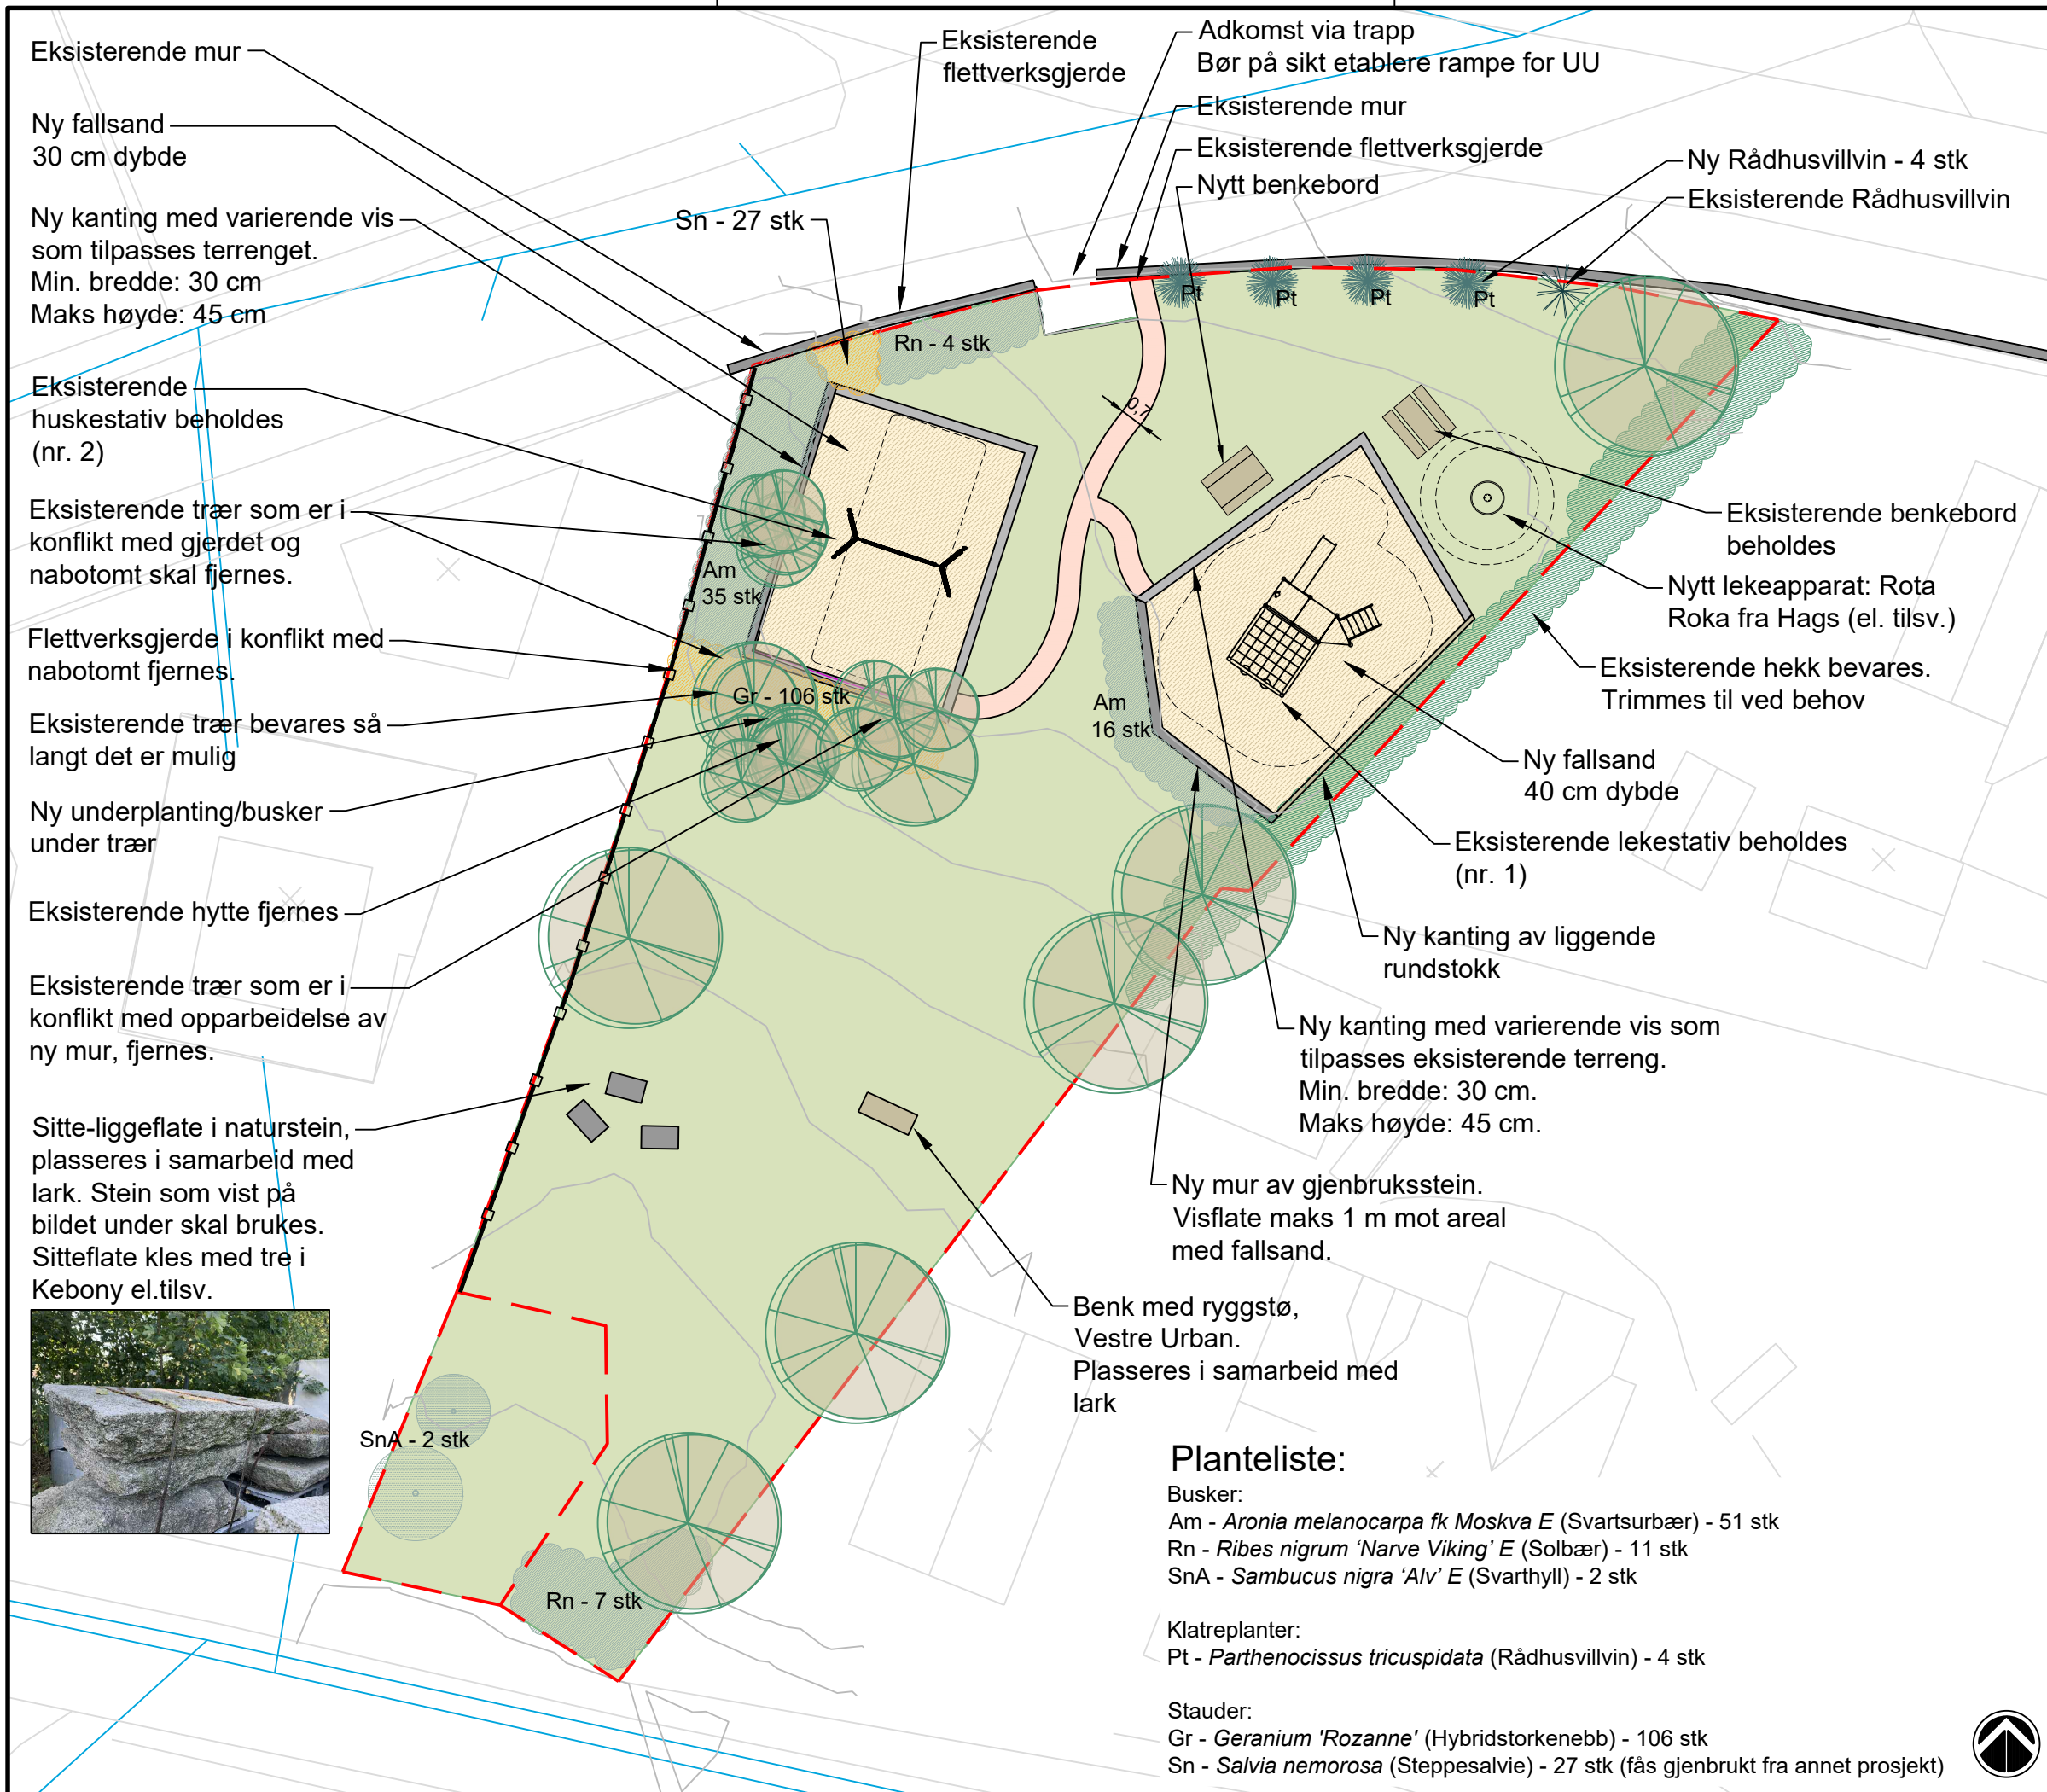 Eksisterende mur
Ny fallsand
30 cm dybde
Ny kanting med varierende vis
som tilpasses terrenget.
Min. bredde: 30 cm
Maks høyde: 45 cm
Eksisterende
huskestativ beholdes
(nr. 2)
Eksisterende trær som er i
konflikt med gjerdet og
nabotomt skal fjernes.
Flettverksgjerde i konflikt med
nabotomt fjernes.
Eksisterende trær bevares så
langt det er mulig
Ny underplanting/busker
under trær
Eksisterende hytte fjernes
Eksisterende trær som er i
konflikt med opparbeidelse av
ny mur, fjernes.
Sitte-liggeflate i naturstein,
plasseres i samarbeid med
lark. Stein som vist på
bildet under skal brukes.
Sitteflate kles med tre i
Kebony el.tilsv.
Eksisterende
flettverksgjerde
Sn - 27 stk
Adkomst via trapp
Bør på sikt etablere rampe for UU
Eksisterende mur
Eksisterende flettverksgjerde
Nytt benkebord
Ny Rådhusvillvin - 4 stk
Eksisterende Rådhusvillvin
Pt
Pt
Pt
Pt
Rn - 4 stk
0,7
Am
35 stk
Gr - 106 stk
Am
16 stk
Eksisterende benkebord
beholdes
Nytt lekeapparat: Rota
Roka fra Hags (el. tilsv.)
Eksisterende hekk bevares.
Trimmes til ved behov
Ny fallsand
40 cm dybde
Eksisterende lekestativ beholdes
(nr. 1)
Ny kanting av liggende
rundstokk
Ny kanting med varierende vis som
tilpasses eksisterende terreng.
Min. bredde: 30 cm.
Maks høyde: 45 cm.
Ny mur av gjenbruksstein.
Visflate maks 1 m mot areal
med fallsand.
Benk med ryggstø,
Vestre Urban.
Plasseres i samarbeid med
lark
SnA - 2 stk
Rn - 7 stk
Planteliste:
Busker:
Am - Aronia melanocarpa fk Moskva E (Svartsurbær) - 51 stk
Rn - Ribes nigrum ‘Narve Viking’ E (Solbær) - 11 stk
SnA - Sambucus nigra ‘Alv’ E (Svarthyll) - 2 stk
Klatreplanter:
Pt - Parthenocissus tricuspidata (Rådhusvillvin) - 4 stk
Stauder:
Gr - Geranium 'Rozanne' (Hybridstorkenebb) - 106 stk
Sn - Salvia nemorosa (Steppesalvie) - 27 stk (fås gjenbrukt fra annet prosjekt)